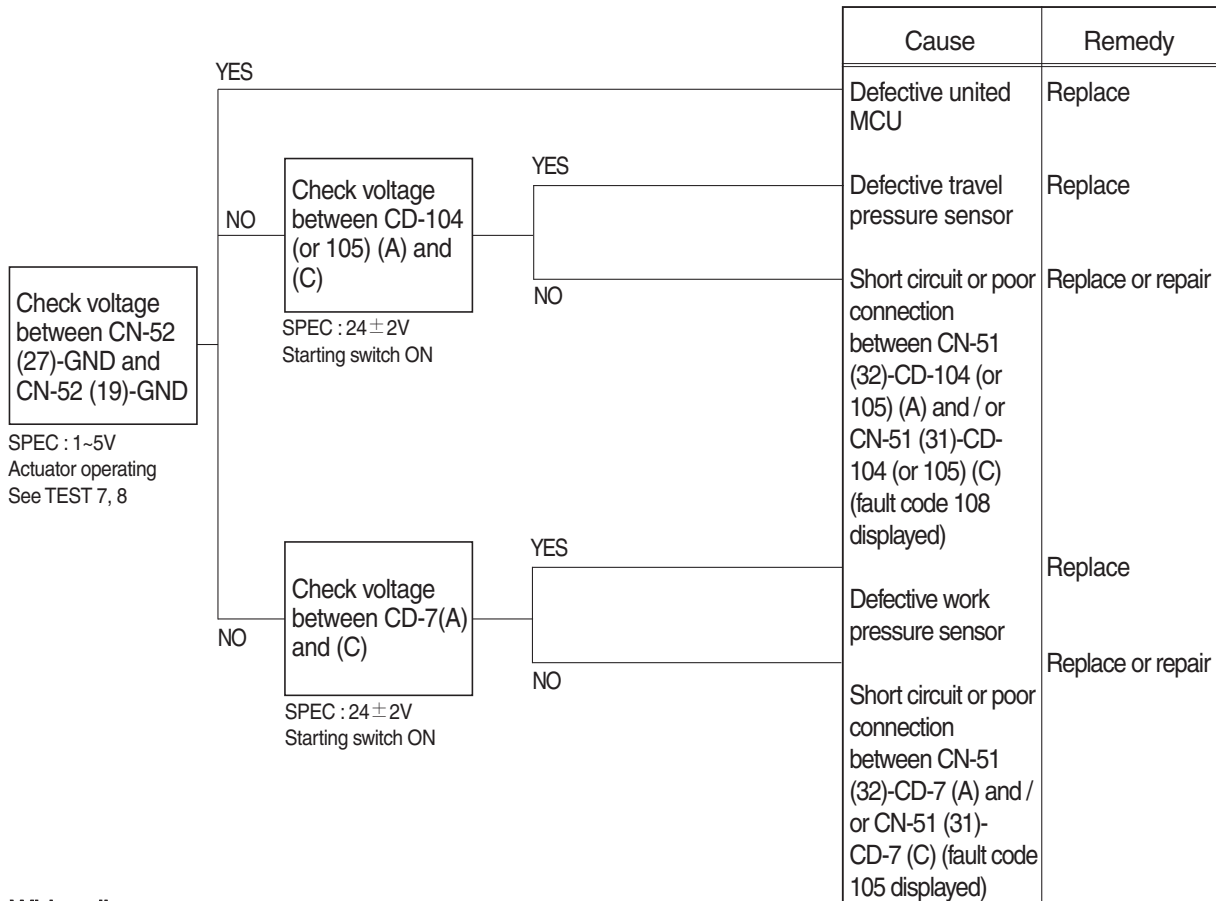 Cause
Remedy
YES
Defective united
MCU
Replace
Check voltage
between CD-104
(or 105) (A) and
(C)
NO
YES
Defective travel
pressure sensor
Replace
Check voltage
between CN-52
(27)-GND and
CN-52 (19)-GND
SPEC : 1~5V
Actuator operating
See TEST 7, 8
SPEC : 24±2V
Starting switch ON
NO
Short circuit or poor
connection
between CN-51
(32)-CD-104 (or
105) (A) and / or
CN-51 (31)-CD-
104 (or 105) (C)
(fault code 108
displayed)
Replace or repair
Check voltage
between CD-7(A)
and (C)
NO
SPEC : 24±2V
Starting switch ON
YES
Defective work
pressure sensor
Replace
NO
Short circuit or poor
connection
between CN-51
(32)-CD-7 (A) and /
or CN-51 (31)-
CD-7 (C) (fault code
105 displayed)
Replace or repair